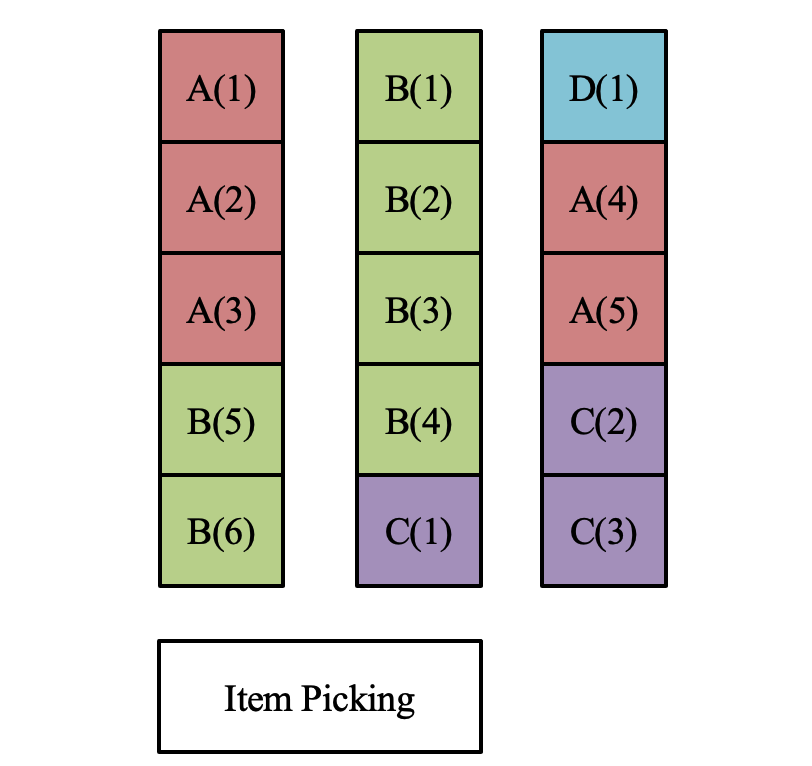 A(1) B(1) D(1)
A(2) B(2) A(4)
A(3) B(3) A(5)
B(5) B(4) C(2)
B(6) C(1) C(3)
Item Picking